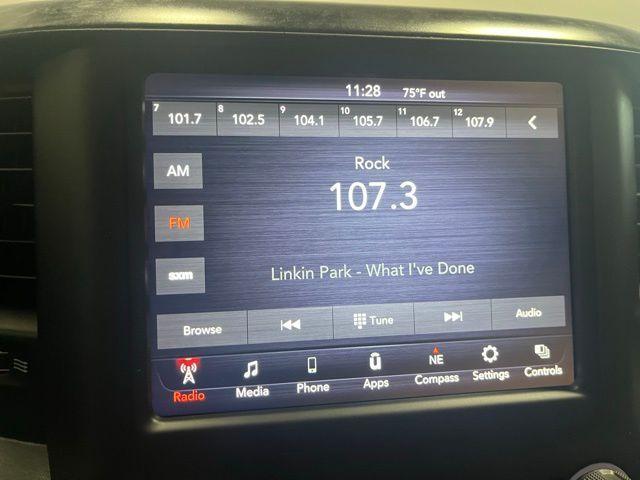 11:28 75°F out
7 101.7 8 102.5 9 104.1 10 105.7 11 106.7 12 107.9
AM Rock
107.3
FM
sxm Linkin Park - What I've Done
Browse Tune Audio
NE
Radio Media Phone Apps Compass Settings Controls